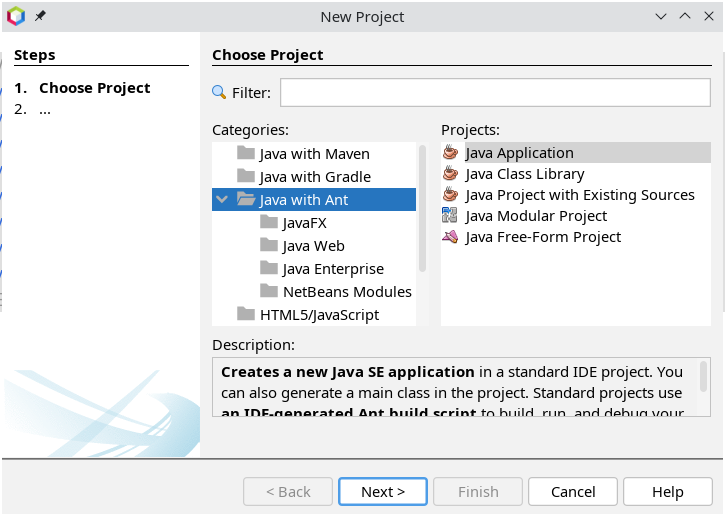 New Project
Steps
1. Choose Project
2. ...
Choose Project
Filter:
Categories:
Java with Maven
Java with Gradle
Java with Ant
JavaFX
Java Web
Java Enterprise
NetBeans Modules
HTML5/JavaScript
Projects:
Java Application
Java Class Library
Java Project with Existing Sources
Java Modular Project
Java Free-Form Project
Description:
Creates a new Java SE application in a standard IDE project. You
can also generate a main class in the project. Standard projects use
an IDE-generated Ant build script to build, run, and debug your
< Back
Next >
Finish
Cancel
Help